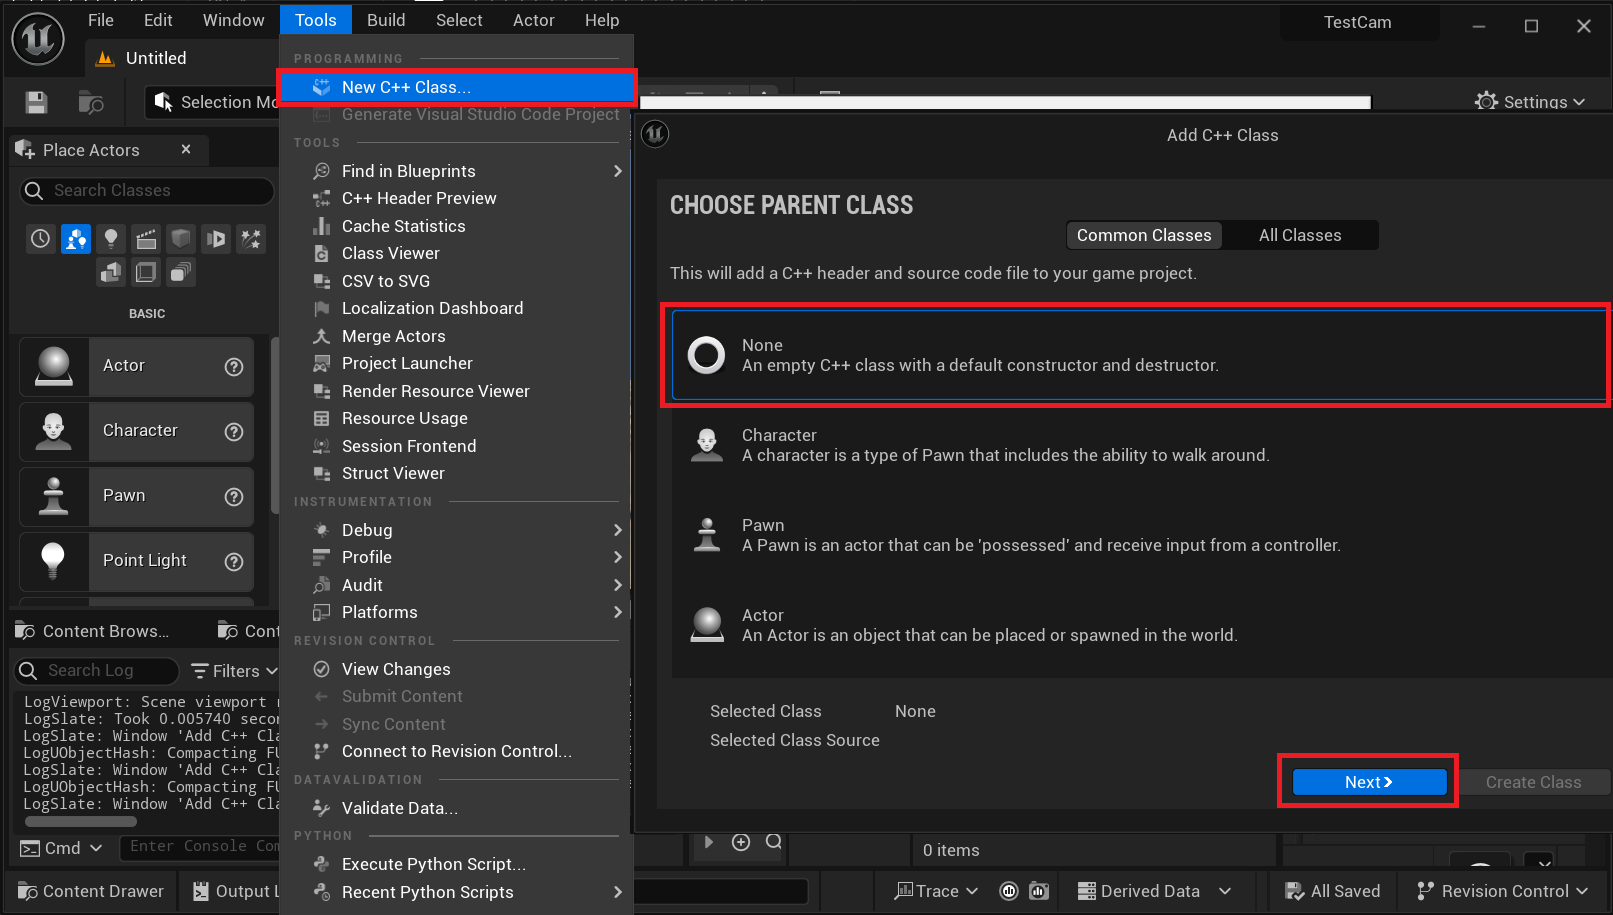 File Edit Window Tools Build Select Actor Help
TestCam
Untitled
Selection Mo
Settings
Place Actors
Search Classes
BASIC
Actor
Character
Pawn
Point Light
Content Brows...
Cont
Search Log
Filters
LogViewport: Scene viewport
LogSlate: Took 0.005740 secon
LogSlate: Window 'Add C++ Cla
LogUObjectHash: Compacting FU
LogSlate: Window 'Add C++ Cla
LogUObjectHash: Compacting FU
LogSlate: Window 'Add C++ Cla
Cmd
Enter Console Com
PROGRAMMING
New C++ Class...
Generate Visual Studio Code Project
TOOLS
Find in Blueprints
C++ Header Preview
Cache Statistics
Class Viewer
CSV to SVG
Localization Dashboard
Merge Actors
Project Launcher
Render Resource Viewer
Resource Usage
Session Frontend
Struct Viewer
INSTRUMENTATION
Debug
Profile
Audit
Platforms
REVISION CONTROL
View Changes
Submit Content
Sync Content
Connect to Revision Control...
DATAVALIDATION
Validate Data...
PYTHON
Execute Python Script...
Recent Python Scripts
Add C++ Class
CHOOSE PARENT CLASS
Common Classes All Classes
This will add a C++ header and source code file to your game project.
None
An empty C++ class with a default constructor and destructor.
Character
A character is a type of Pawn that includes the ability to walk around.
Pawn
A Pawn is an actor that can be 'possessed' and receive input from a controller.
Actor
An Actor is an object that can be placed or spawned in the world.
Selected Class None
Selected Class Source
Next
Create Class
0 items
Content Drawer
Output L
Trace
Derived Data
All Saved
Revision Control